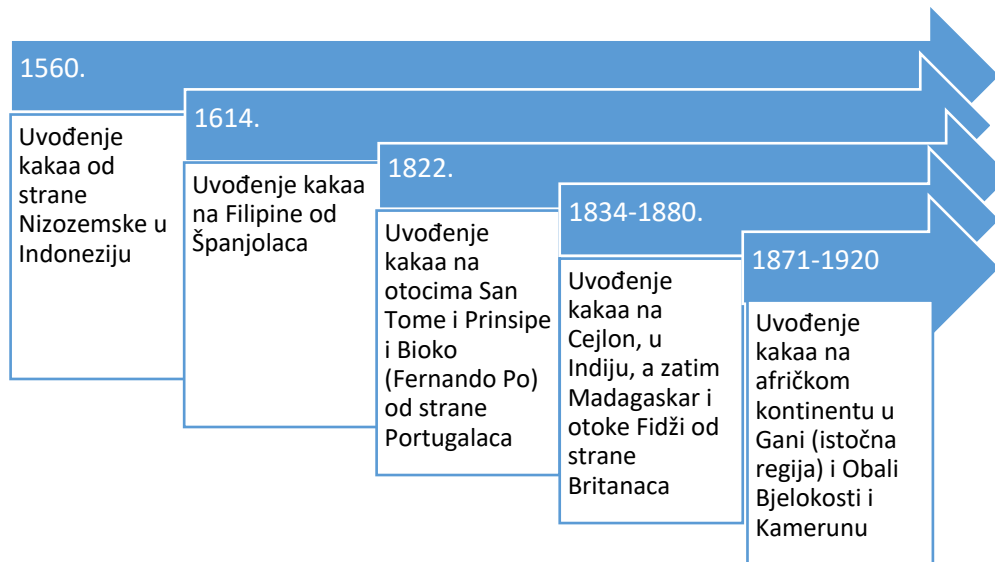 1560.
Uvođenje
kakaa od
strane
Nizozemske u
Indoneziju
1614.
Uvođenje kakaa
na Filipine od
Španjolaca
1822.
Uvođenje
kakaa na
otocima San
Tome i Prinsipe
i Bioko
(Fernando Po)
od strane
Portugalaca
1834-1880.
Uvođenje
kakaa na
Cejlon, u
Indiju, a zatim
Madagaskar i
otoke Fidži od
strane
Britanaca
1871-1920
Uvođenje
kakaa na
afričkom
kontinentu u
Gani (istočna
regija) i Obali
Bjelokosti i
Kamerunu